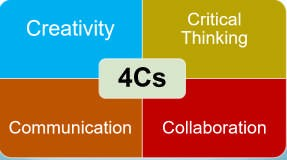 Creativity
Critical
Thinking
4Cs
Communication
Collaboration